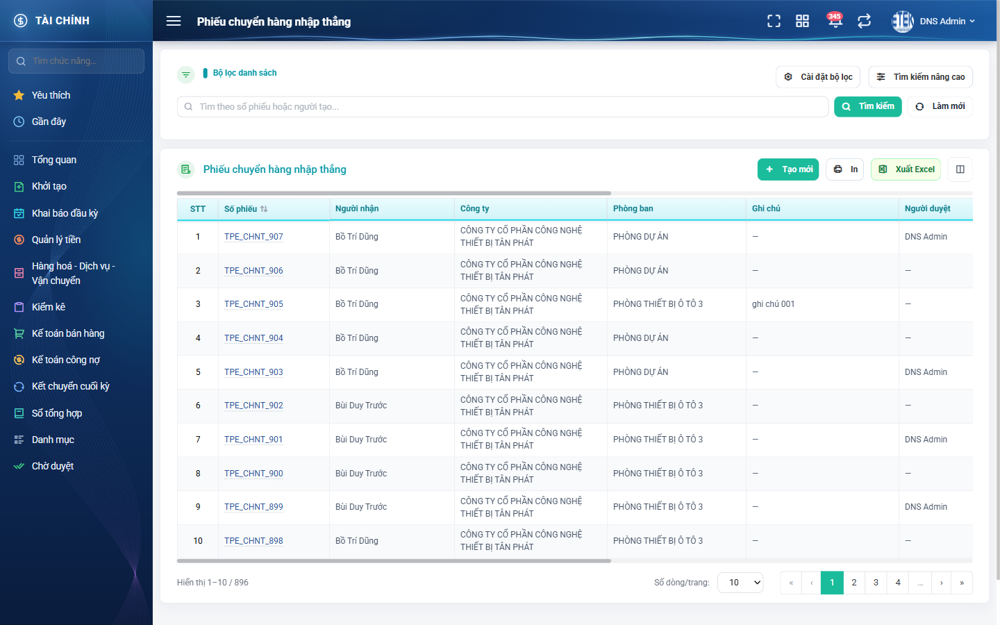 TÀI CHÍNH
Tìm chức năng...
Yêu thích
Gần đây
Tổng quan
Khởi tạo
Khai báo đầu kỳ
Quản lý tiền
Hàng hoá - Dịch vụ -
Vận chuyển
Kiểm kê
Kế toán bán hàng
Kế toán công nợ
Kết chuyển cuối kỳ
Sổ tổng hợp
Danh mục
Chờ duyệt
Phiếu chuyển hàng nhập thẳng
345
DNS Admin
Bộ lọc danh sách
Cài đặt bộ lọc
Tìm kiếm nâng cao
Tìm theo số phiếu hoặc người tạo...
Tìm kiếm
Làm mới
Phiếu chuyển hàng nhập thẳng
Tạo mới
In
Xuất Excel
STT Số phiếu Người nhận Công ty Phòng ban Ghi chú Người duyệt
1 TPE_CHNT_907 Bồ Trí Dũng CÔNG TY CỔ PHẦN CÔNG NGHỆ THIẾT BỊ TÂN PHÁT PHÒNG DỰ ÁN — DNS Admin
2 TPE_CHNT_906 Bồ Trí Dũng CÔNG TY CỔ PHẦN CÔNG NGHỆ THIẾT BỊ TÂN PHÁT PHÒNG DỰ ÁN — —
3 TPE_CHNT_905 Bồ Trí Dũng CÔNG TY CỔ PHẦN CÔNG NGHỆ THIẾT BỊ TÂN PHÁT PHÒNG THIẾT BỊ Ô TÔ 3 ghi chú 001 —
4 TPE_CHNT_904 Bồ Trí Dũng CÔNG TY CỔ PHẦN CÔNG NGHỆ THIẾT BỊ TÂN PHÁT PHÒNG DỰ ÁN — —
5 TPE_CHNT_903 Bồ Trí Dũng CÔNG TY CỔ PHẦN CÔNG NGHỆ THIẾT BỊ TÂN PHÁT PHÒNG DỰ ÁN — DNS Admin
6 TPE_CHNT_902 Bùi Duy Trước CÔNG TY CỔ PHẦN CÔNG NGHỆ THIẾT BỊ TÂN PHÁT PHÒNG THIẾT BỊ Ô TÔ 3 — —
7 TPE_CHNT_901 Bùi Duy Trước CÔNG TY CỔ PHẦN CÔNG NGHỆ THIẾT BỊ TÂN PHÁT PHÒNG THIẾT BỊ Ô TÔ 3 — DNS Admin
8 TPE_CHNT_900 Bùi Duy Trước CÔNG TY CỔ PHẦN CÔNG NGHỆ THIẾT BỊ TÂN PHÁT PHÒNG THIẾT BỊ Ô TÔ 3 — —
9 TPE_CHNT_899 Bùi Duy Trước CÔNG TY CỔ PHẦN CÔNG NGHỆ THIẾT BỊ TÂN PHÁT PHÒNG THIẾT BỊ Ô TÔ 3 — DNS Admin
10 TPE_CHNT_898 Bồ Trí Dũng CÔNG TY CỔ PHẦN CÔNG NGHỆ THIẾT BỊ TÂN PHÁT PHÒNG THIẾT BỊ Ô TÔ 3 — —
Hiển thị 1–10 / 896
Số dòng/trang: 10
« ‹ 1 2 3 4 ... › »